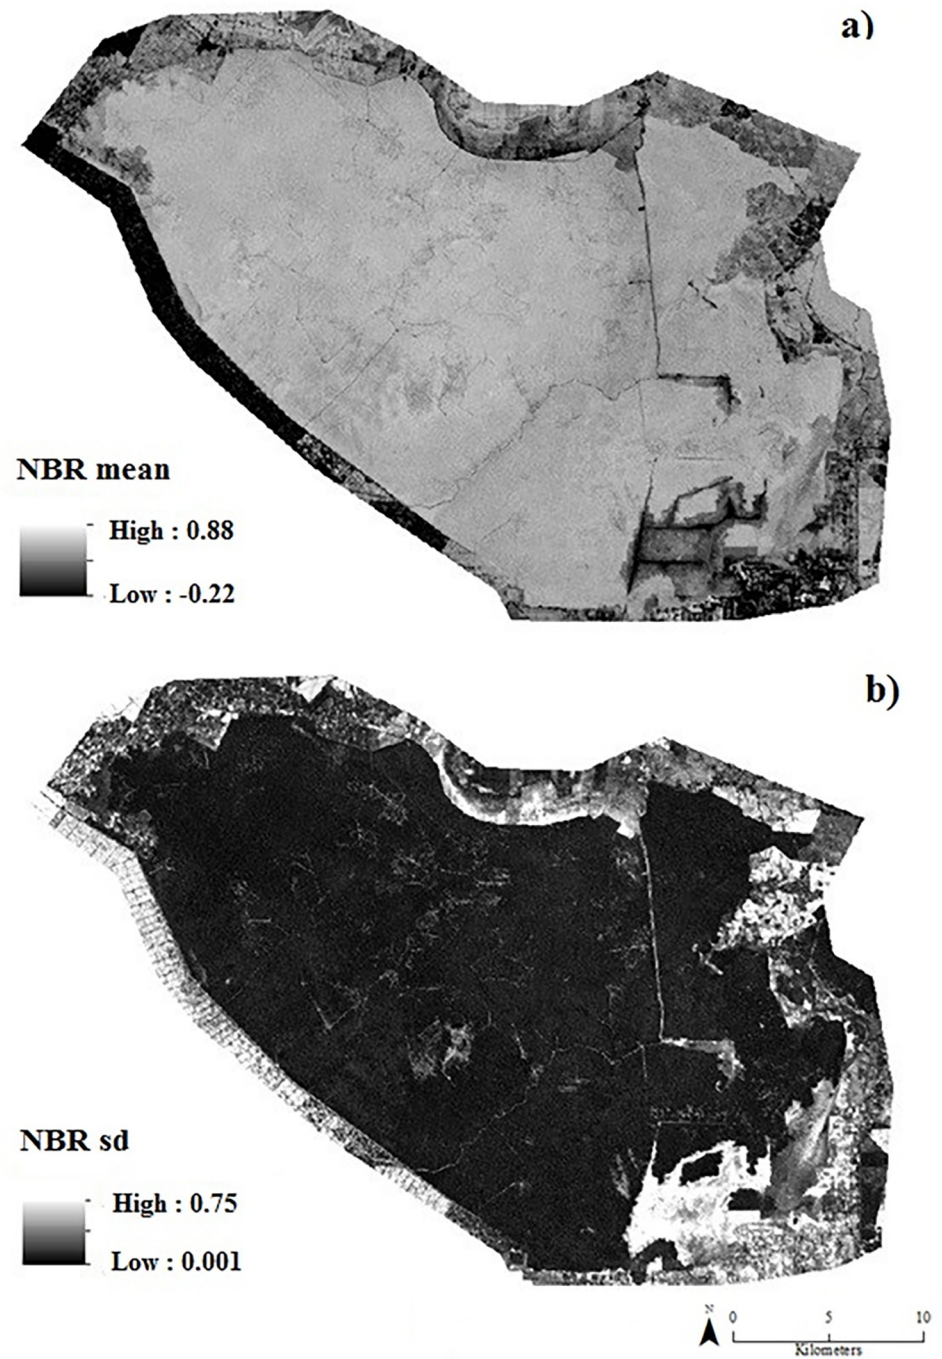 a)
NBR mean
High : 0.88
Low : -0.22
b)
NBR sd
High : 0.75
Low : 0.001
N
0 5 10
Kilometers